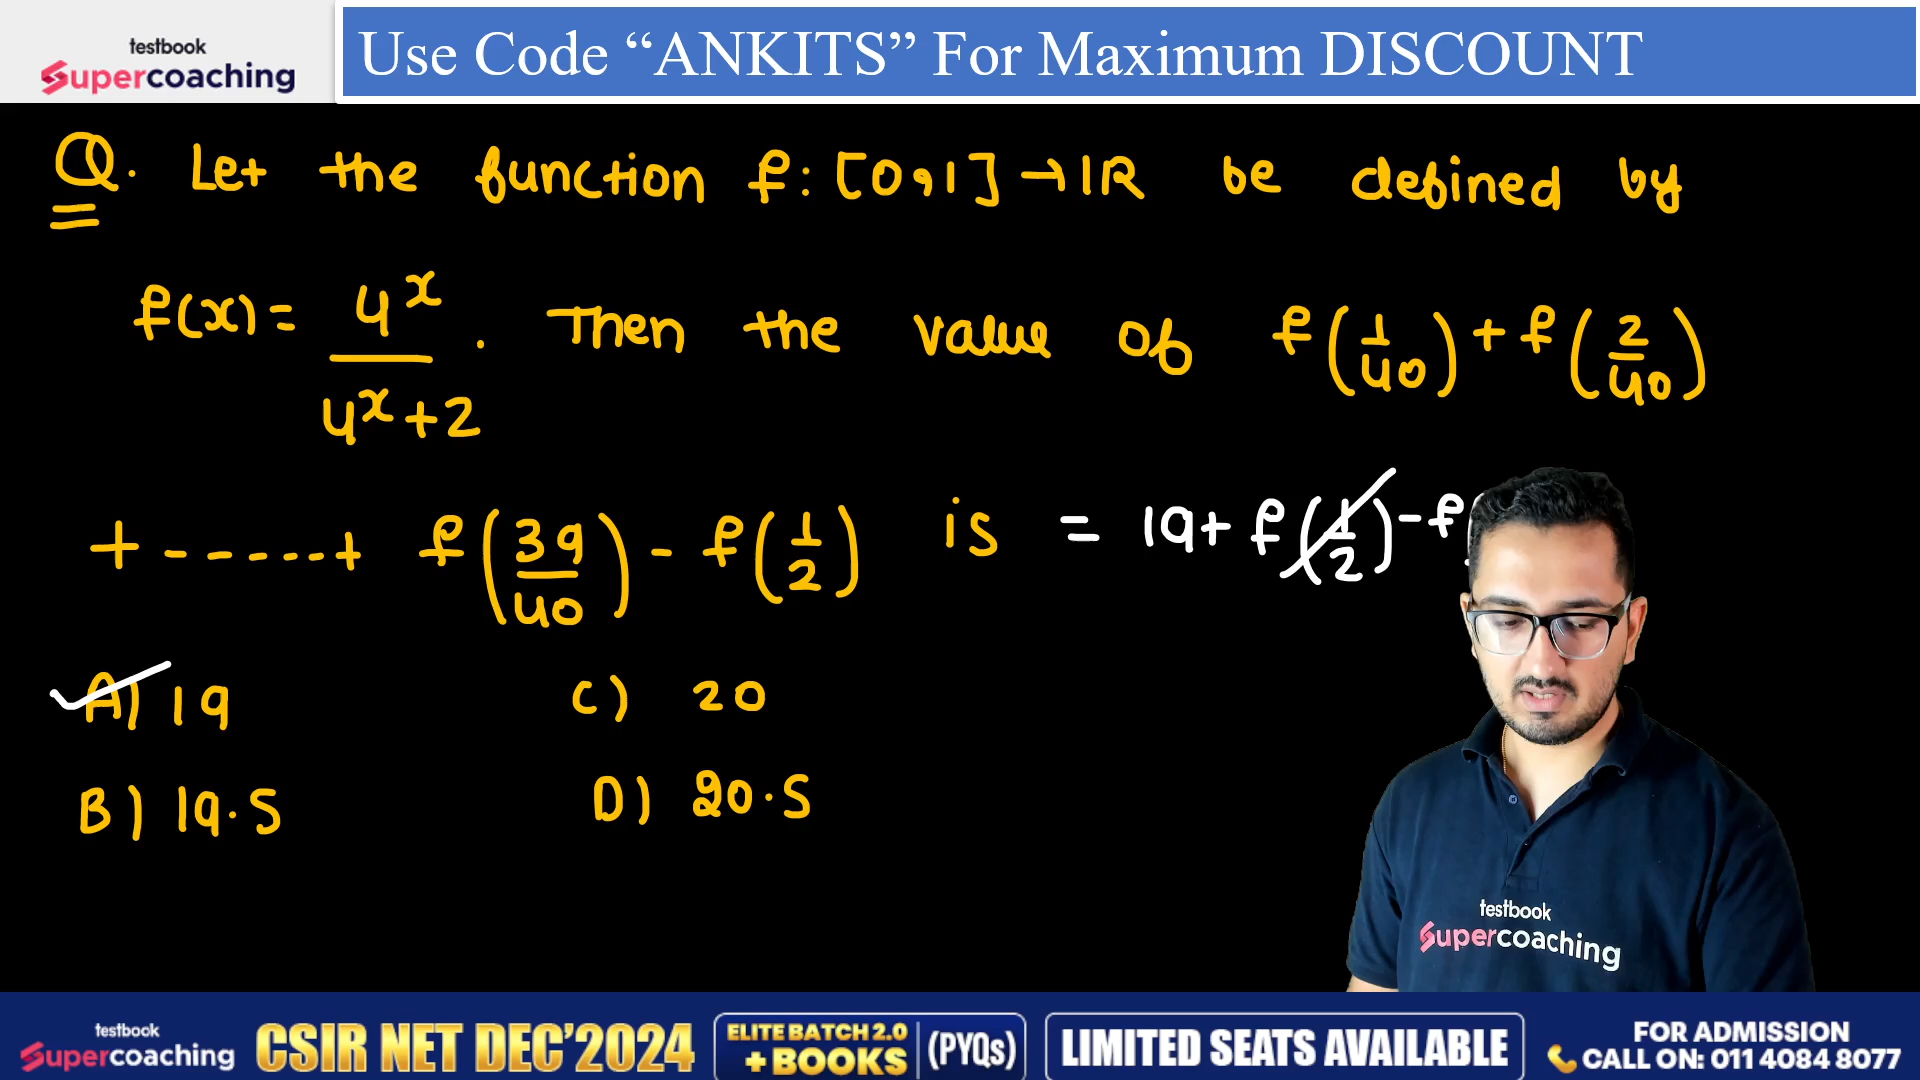 testbook
Supercoaching
Use Code “ANKITS” For Maximum DISCOUNT
Q. Let the function f: [0,1] → IR be defined by
f(x) = 4^x / (4^x + 2) . Then the value of f(1/40) + f(2/40)
+ ------ + f(39/40) - f(1/2) is = 19 + f(1/2) - f(
A) 19
C) 20
B) 19.5
D) 20.5
testbook
Supercoaching
testbook
Supercoaching
CSIR NET DEC’2024
ELITE BATCH 2.0
+ BOOKS
(PYQs)
LIMITED SEATS AVAILABLE
FOR ADMISSION
CALL ON: 011 4084 8077